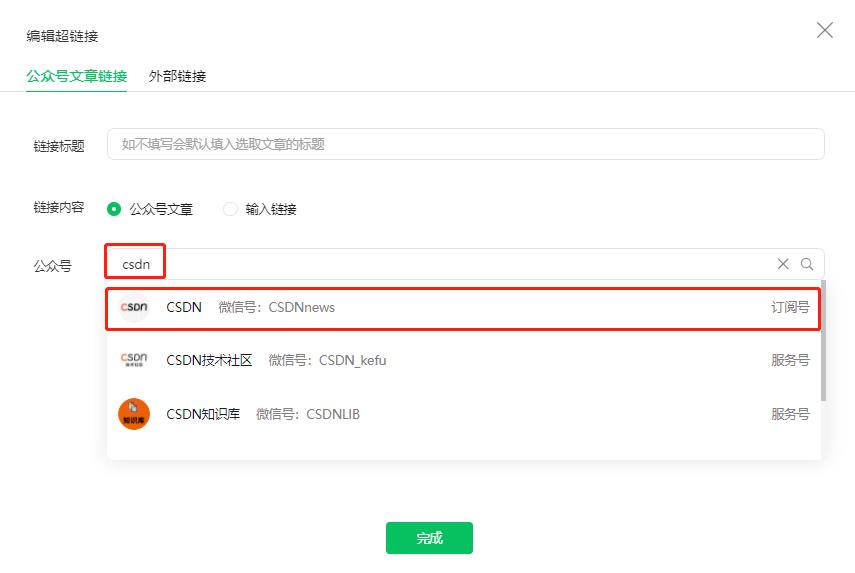 编辑超链接
公众号文章链接 外部链接
链接标题 如不填写会默认填入选取文章的标题
链接内容 公众号文章 输入链接
公众号 csdn
CSDN CSDN 微信号：CSDNnews 订阅号
CSDN 技术社区 CSDN技术社区 微信号：CSDN_kefu 服务号
知识库 CSDN知识库 微信号：CSDNLIB 服务号
完成